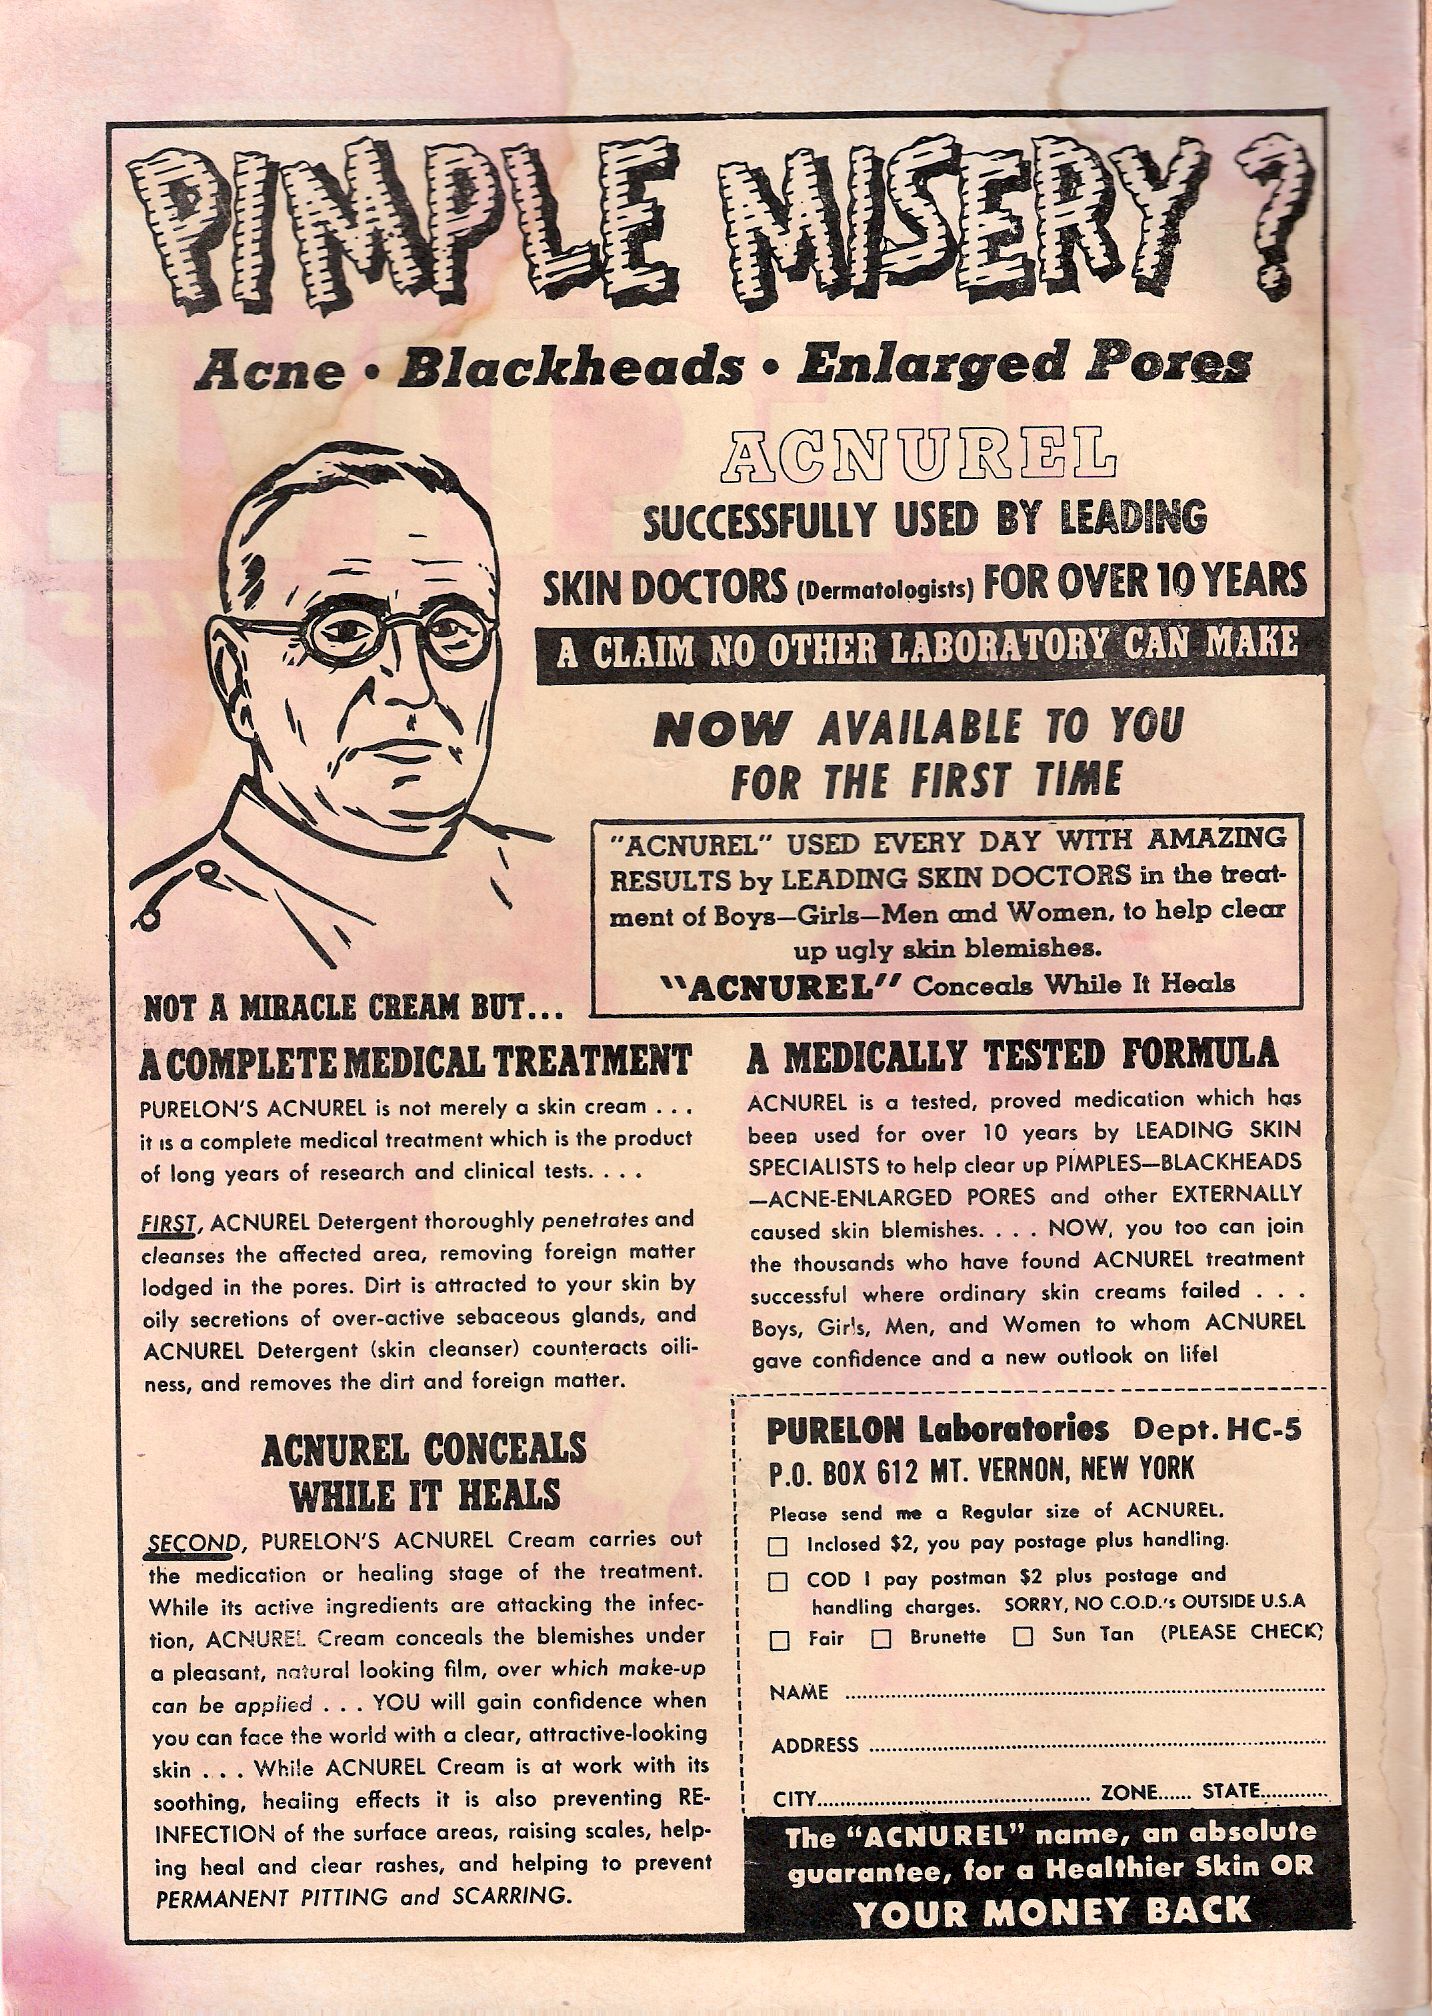 PIMPLE MISERY?
Acne • Blackheads • Enlarged Pores
ACNUREL
SUCCESSFULLY USED BY LEADING
SKIN DOCTORS (Dermatologists) FOR OVER 10 YEARS
A CLAIM NO OTHER LABORATORY CAN MAKE
NOW AVAILABLE TO YOU
FOR THE FIRST TIME
"ACNUREL" USED EVERY DAY WITH AMAZING
RESULTS by LEADING SKIN DOCTORS in the treat-
ment of Boys—Girls—Men and Women, to help clear
up ugly skin blemishes.
"ACNUREL" Conceals While It Heals
NOT A MIRACLE CREAM BUT...
A COMPLETE MEDICAL TREATMENT
PURELON'S ACNUREL is not merely a skin cream . . .
it is a complete medical treatment which is the product
of long years of research and clinical tests. . . .
FIRST, ACNUREL Detergent thoroughly penetrates and
cleanses the affected area, removing foreign matter
lodged in the pores. Dirt is attracted to your skin by
oily secretions of over-active sebaceous glands, and
ACNUREL Detergent (skin cleanser) counteracts oili-
ness, and removes the dirt and foreign matter.
ACNUREL CONCEALS
WHILE IT HEALS
SECOND, PURELON'S ACNUREL Cream carries out
the medication or healing stage of the treatment.
While its active ingredients are attacking the infec-
tion, ACNUREL Cream conceals the blemishes under
a pleasant, natural looking film, over which make-up
can be applied . . . YOU will gain confidence when
you can face the world with a clear, attractive-looking
skin . . . While ACNUREL Cream is at work with its
soothing, healing effects it is also preventing RE-
INFECTION of the surface areas, raising scales, help-
ing heal and clear rashes, and helping to prevent
PERMANENT PITTING and SCARRING.
A MEDICALLY TESTED FORMULA
ACNUREL is a tested, proved medication which has
been used for over 10 years by LEADING SKIN
SPECIALISTS to help clear up PIMPLES—BLACKHEADS
—ACNE-ENLARGED PORES and other EXTERNALLY
caused skin blemishes. . . . NOW, you too can join
the thousands who have found ACNUREL treatment
successful where ordinary skin creams failed . . .
Boys, Girls, Men, and Women to whom ACNUREL
gave confidence and a new outlook on life!
PURELON Laboratories Dept. HC-5
P.O. BOX 612 MT. VERNON, NEW YORK
Please send me a Regular size of ACNUREL.
Inclosed $2, you pay postage plus handling.
COD I pay postman $2 plus postage and
handling charges. SORRY, NO C.O.D.'s OUTSIDE U.S.A
Fair Brunette Sun Tan (PLEASE CHECK)
NAME
ADDRESS
CITY ZONE STATE
The "ACNUREL" name, an absolute
guarantee, for a Healthier Skin OR
YOUR MONEY BACK